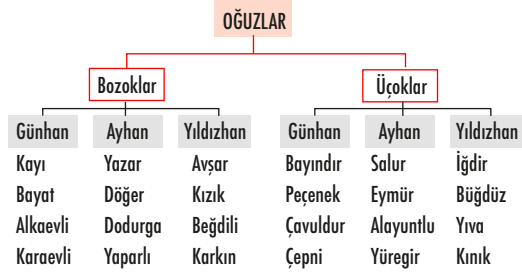 OĞUZLAR
Bozoklar Üçoklar
Günhan Ayhan Yıldızhan Günhan Ayhan Yıldızhan
Kayı Yazar Avşar Bayındır Salur İğdir
Bayat Döğer Kızık Peçenek Eymür Büğdüz
Alkaevli Dodurga Beğdili Çavuldur Alayuntlu Yıva
Karaevli Yaparlı Karkın Çepni Yüregir Kınık